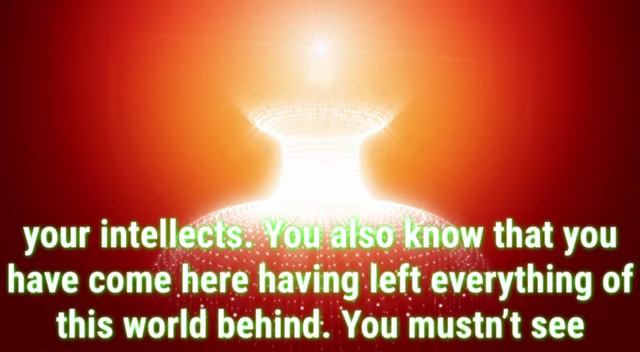 your intellects. You also know that you
have come here having left everything of
this world behind. You mustn’t see